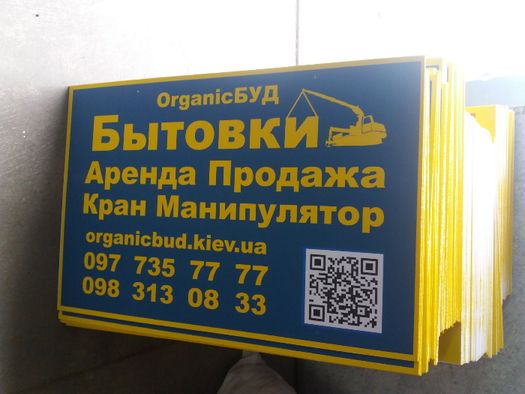 OrganicБУД
Бытовки
Аренда Продажа
Кран Манипулятор
organicbud.kiev.ua
097 735 77 77
098 313 08 33